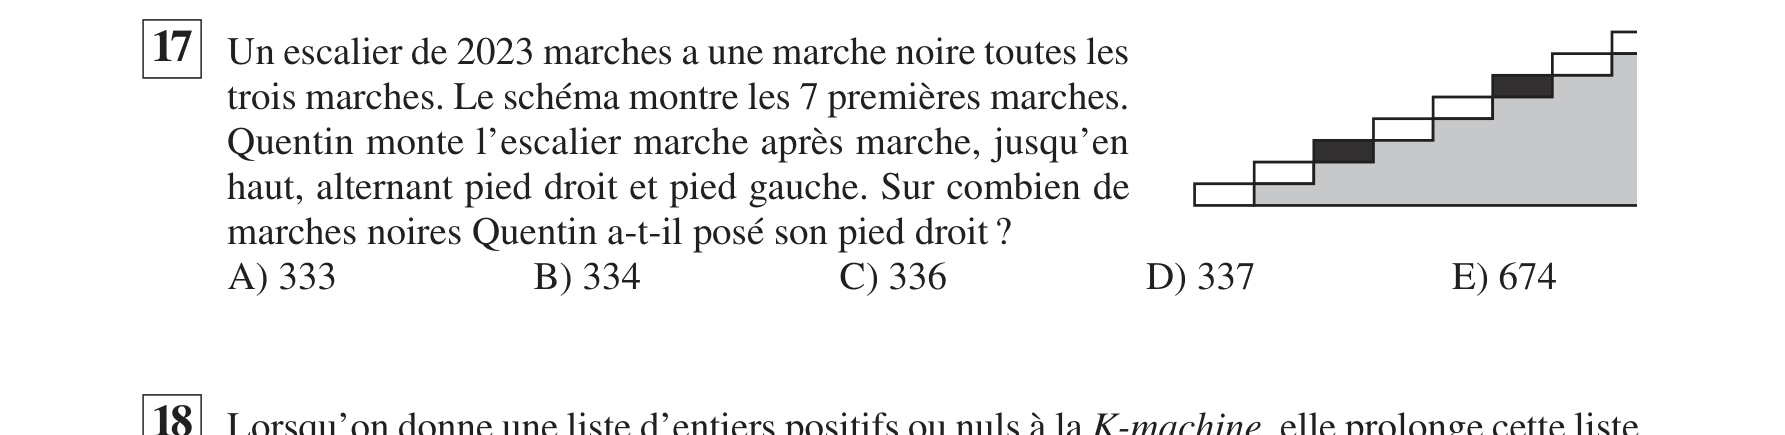 17 Un escalier de 2023 marches a une marche noire toutes les
trois marches. Le schéma montre les 7 premières marches.
Quentin monte l’escalier marche après marche, jusqu’en
haut, alternant pied droit et pied gauche. Sur combien de
marches noires Quentin a-t-il posé son pied droit ?
A) 333 B) 334 C) 336 D) 337 E) 674
18 Lorsqu’on donne une liste d’entiers positifs ou nuls à la K-machine, elle prolonge cette liste